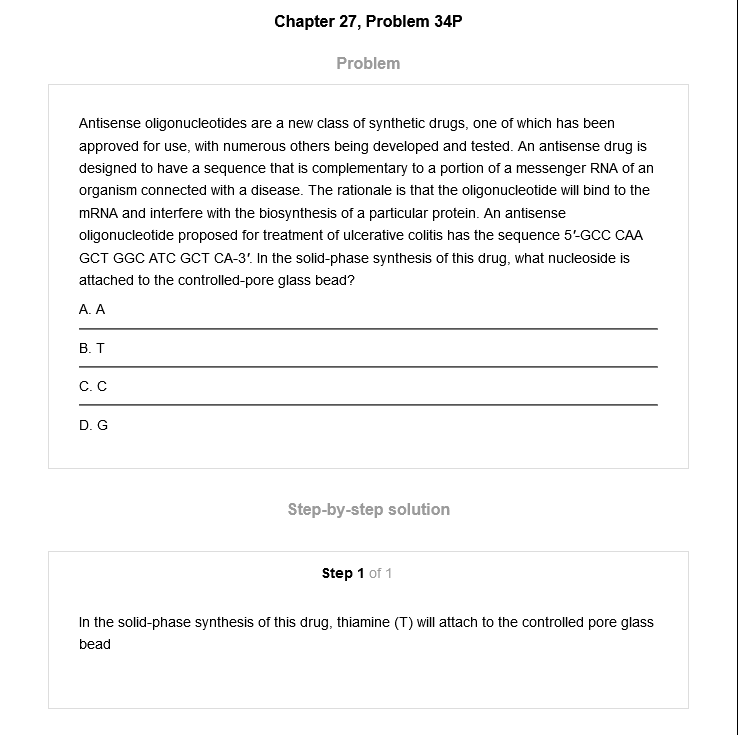 Chapter 27, Problem 34P
Problem
Antisense oligonucleotides are a new class of synthetic drugs, one of which has been
approved for use, with numerous others being developed and tested. An antisense drug is
designed to have a sequence that is complementary to a portion of a messenger RNA of an
organism connected with a disease. The rationale is that the oligonucleotide will bind to the
mRNA and interfere with the biosynthesis of a particular protein. An antisense
oligonucleotide proposed for treatment of ulcerative colitis has the sequence 5′-GCC CAA
GCT GGC ATC GCT CA-3′. In the solid-phase synthesis of this drug, what nucleoside is
attached to the controlled-pore glass bead?
A. A
B. T
C. C
D. G
Step-by-step solution
Step 1 of 1
In the solid-phase synthesis of this drug, thiamine (T) will attach to the controlled pore glass
bead